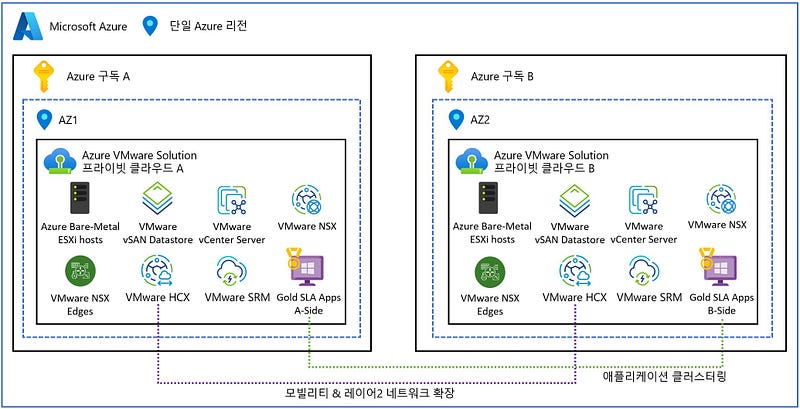 Microsoft Azure
단일 Azure 리전
Azure 구독 A
AZ1
Azure VMware Solution
프라이빗 클라우드 A
Azure Bare-Metal
ESXi hosts
VMware
vSAN Datastore
VMware
vCenter Server
VMware NSX
VMware NSX
Edges
VMware HCX
VMware SRM
Gold SLA Apps
A-Side
Azure 구독 B
AZ2
Azure VMware Solution
프라이빗 클라우드 B
Azure Bare-Metal
ESXi hosts
VMware
vSAN Datastore
VMware
vCenter Server
VMware NSX
VMware NSX
Edges
VMware HCX
VMware SRM
Gold SLA Apps
B-Side
애플리케이션 클러스터링
모빌리티 & 레이어2 네트워크 확장